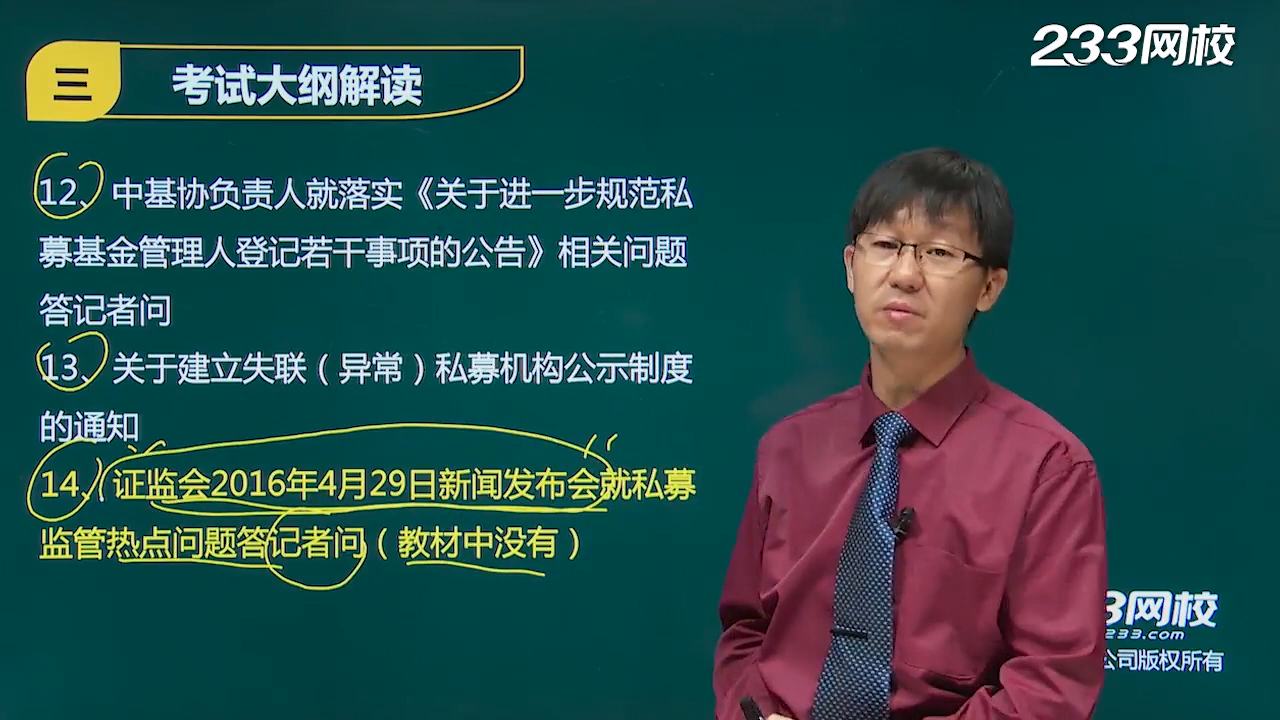 233网校
三 考试大纲解读
12、中基协负责人就落实《关于进一步规范私
募基金管理人登记若干事项的公告》相关问题
答记者问
13、关于建立失联（异常）私募机构公示制度
的通知
14、证监会2016年4月29日新闻发布会就私募
监管热点问题答记者问（教材中没有）
3网校
233.com
公司版权所有